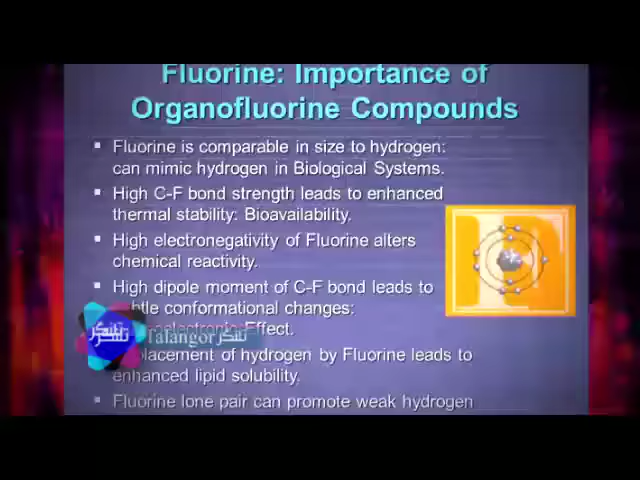 Fluorine: Importance of
Organofluorine Compounds
Fluorine is comparable in size to hydrogen:
can mimic hydrogen in Biological Systems.
High C-F bond strength leads to enhanced
thermal stability: Bioavailability.
High electronegativity of Fluorine alters
chemical reactivity.
High dipole moment of C-F bond leads to
conformational changes:
Effect.
of hydrogen by Fluorine leads to
enhanced lipid solubility.
Fluorine lone pair can promote weak hydrogen
تلنگر
Talangor تلنگر